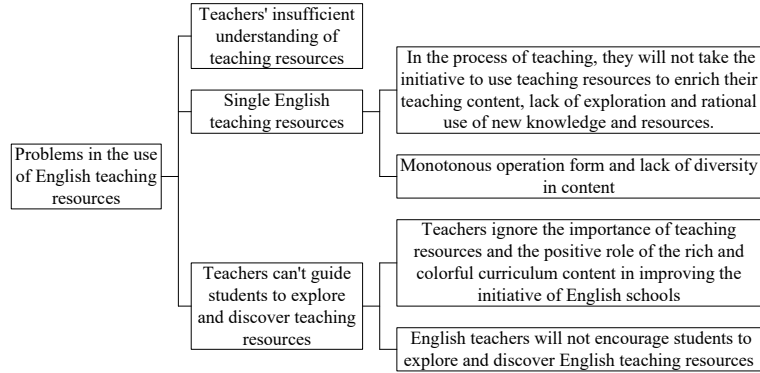 Teachers' insufficient
understanding of
teaching resources
In the process of teaching, they will not take the
initiative to use teaching resources to enrich their
teaching content, lack of exploration and rational
use of new knowledge and resources.
Single English
teaching resources
Problems in the use
of English teaching
resources
Monotonous operation form and lack of diversity
in content
Teachers ignore the importance of teaching
resources and the positive role of the rich and
colorful curriculum content in improving the
initiative of English schools
Teachers can't guide
students to explore
and discover teaching
resources
English teachers will not encourage students to
explore and discover English teaching resources